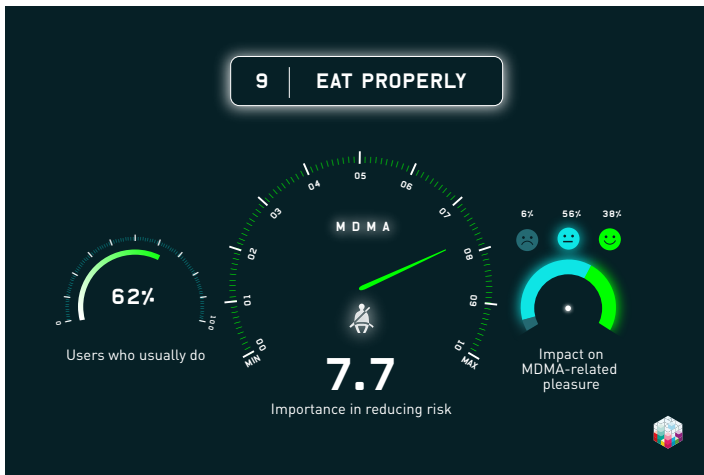 9 | EAT PROPERLY
MDMA
MIN 00 01 02 03 04 05 06 07 08 09 10 MAX
7.7
Importance in reducing risk
0 100
62%
Users who usually do
6% 56% 38%
Impact on
MDMA-related
pleasure